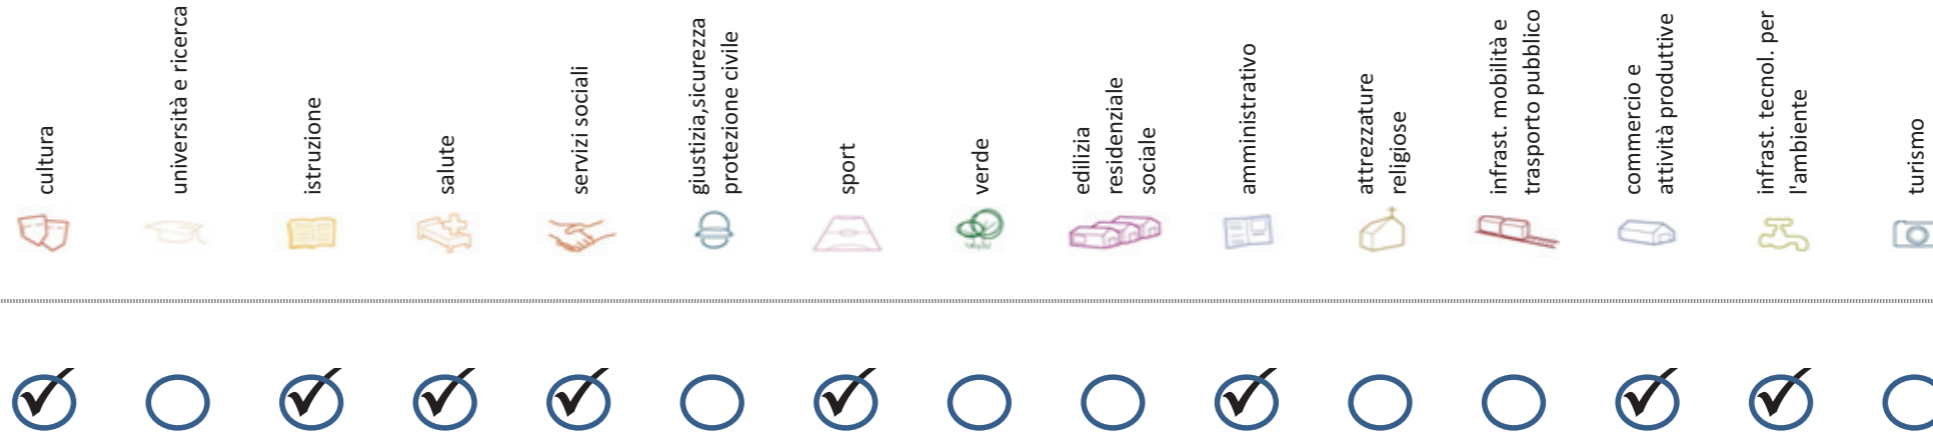 cultura
università e ricerca
istruzione
salute
servizi sociali
giustizia,sicurezza
protezione civile
sport
verde
edilizia
residenziale
sociale
amministrativo
attrezzature
religiose
infrast. mobilità e
trasporto pubblico
commercio e
attività produttive
infrast. tecnol. per
l'ambiente
turismo